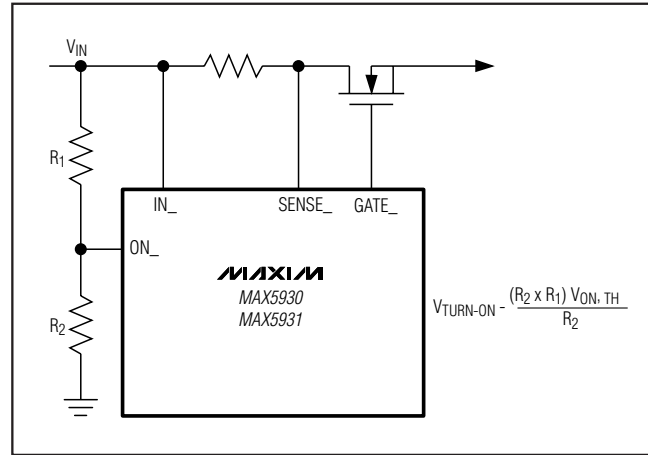 VIN
R1
IN_ SENSE_ GATE_
ON_
MAXIM
MAX5930
MAX5931
R2
VTURN-ON - (R2 x R1) VON, TH
R2